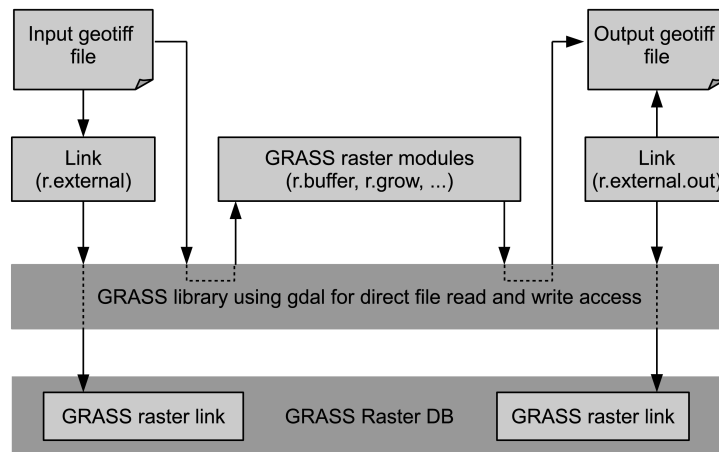 Input geotiff
file
Output geotiff
file
Link
(r.external)
GRASS raster modules
(r.buffer, r.grow, ...)
Link
(r.external.out)
GRASS library using gdal for direct file read and write access
GRASS raster link
GRASS Raster DB
GRASS raster link